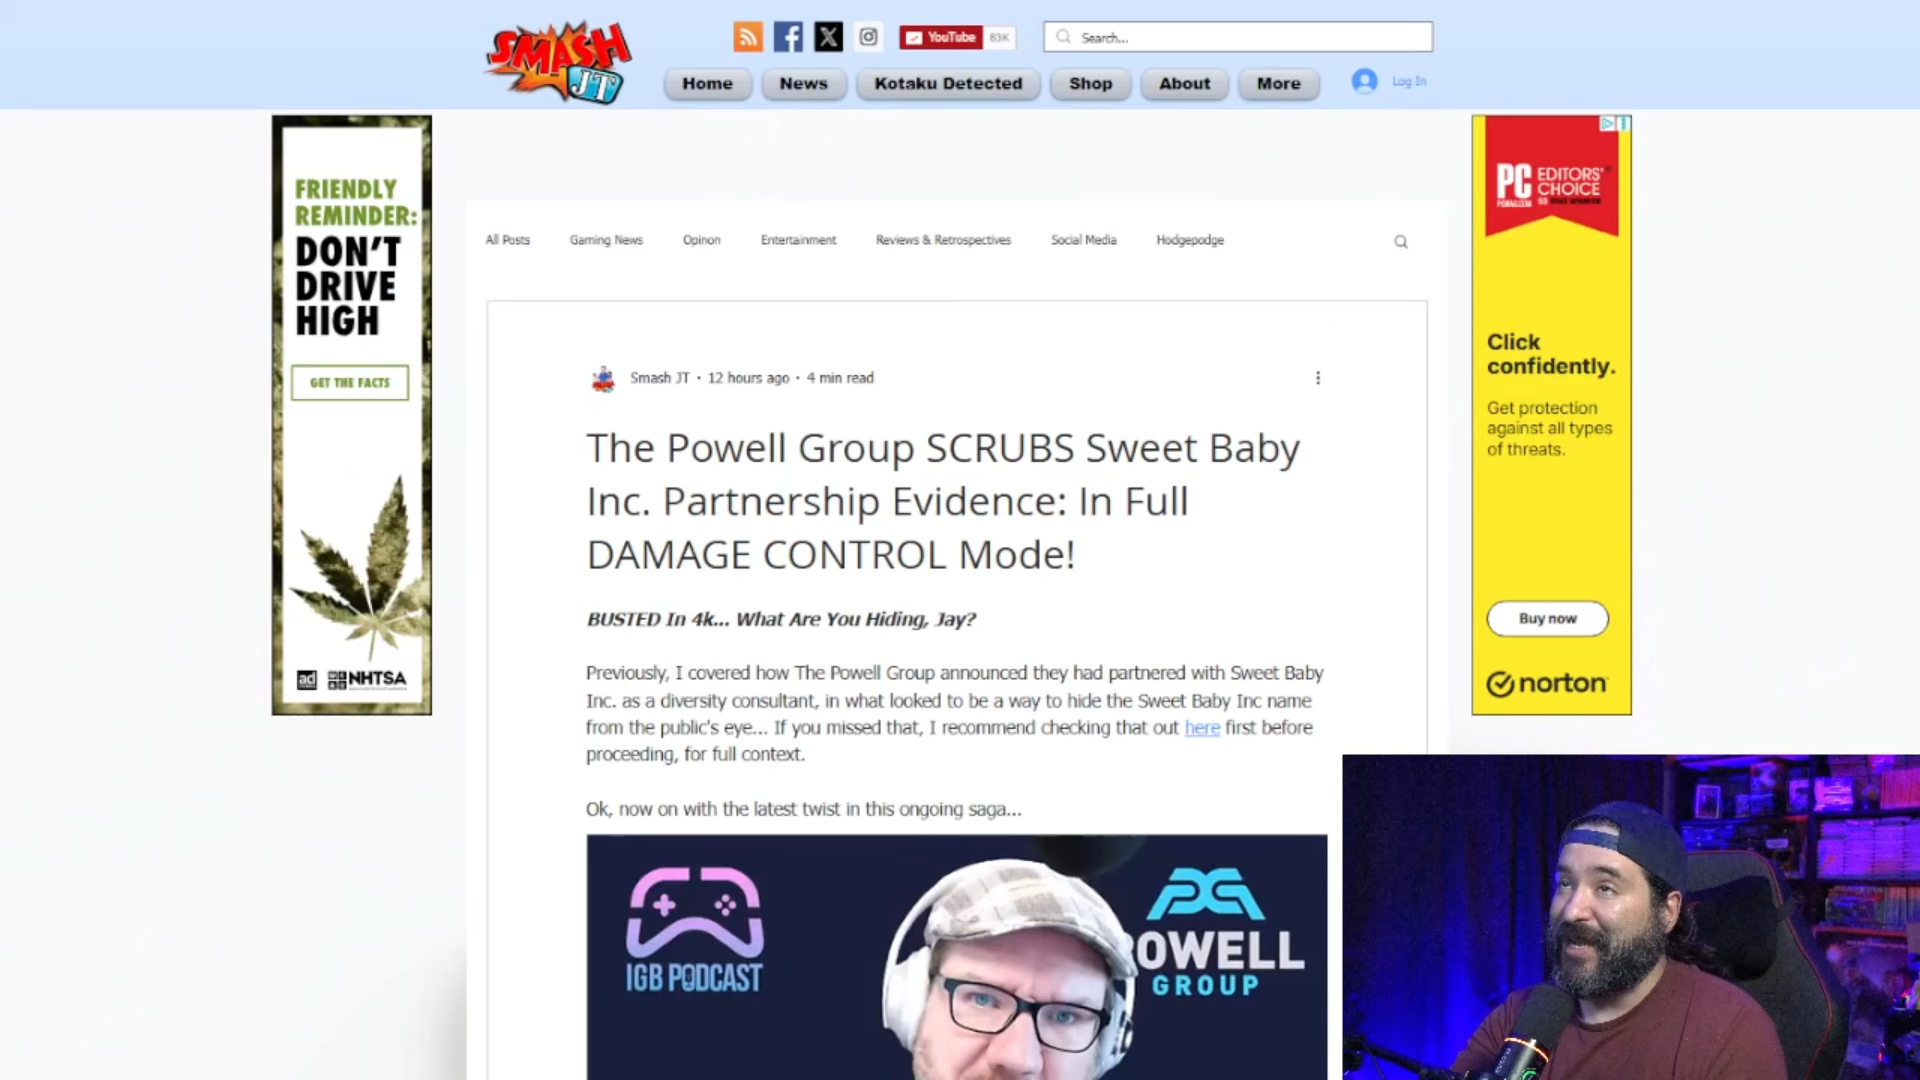 SMASH
JT
YouTube 83K
Search...
Home
News
Kotaku Detected
Shop
About
More
Log In
FRIENDLY
REMINDER:
DON'T
DRIVE
HIGH
GET THE FACTS
ad
NHTSA
PC
PCMAG.COM
EDITORS'
CHOICE
Click
confidently.
Get protection
against all types
of threats.
Buy now
norton
All Posts
Gaming News
Opinon
Entertainment
Reviews & Retrospectives
Social Media
Hodgepodge
Smash JT · 12 hours ago · 4 min read
The Powell Group SCRUBS Sweet Baby
Inc. Partnership Evidence: In Full
DAMAGE CONTROL Mode!
BUSTED In 4k... What Are You Hiding, Jay?
Previously, I covered how The Powell Group announced they had partnered with Sweet Baby
Inc. as a diversity consultant, in what looked to be a way to hide the Sweet Baby Inc name
from the public's eye... If you missed that, I recommend checking that out here first before
proceeding, for full context.
Ok, now on with the latest twist in this ongoing saga...
IGB PODCAST
POWELL
GROUP